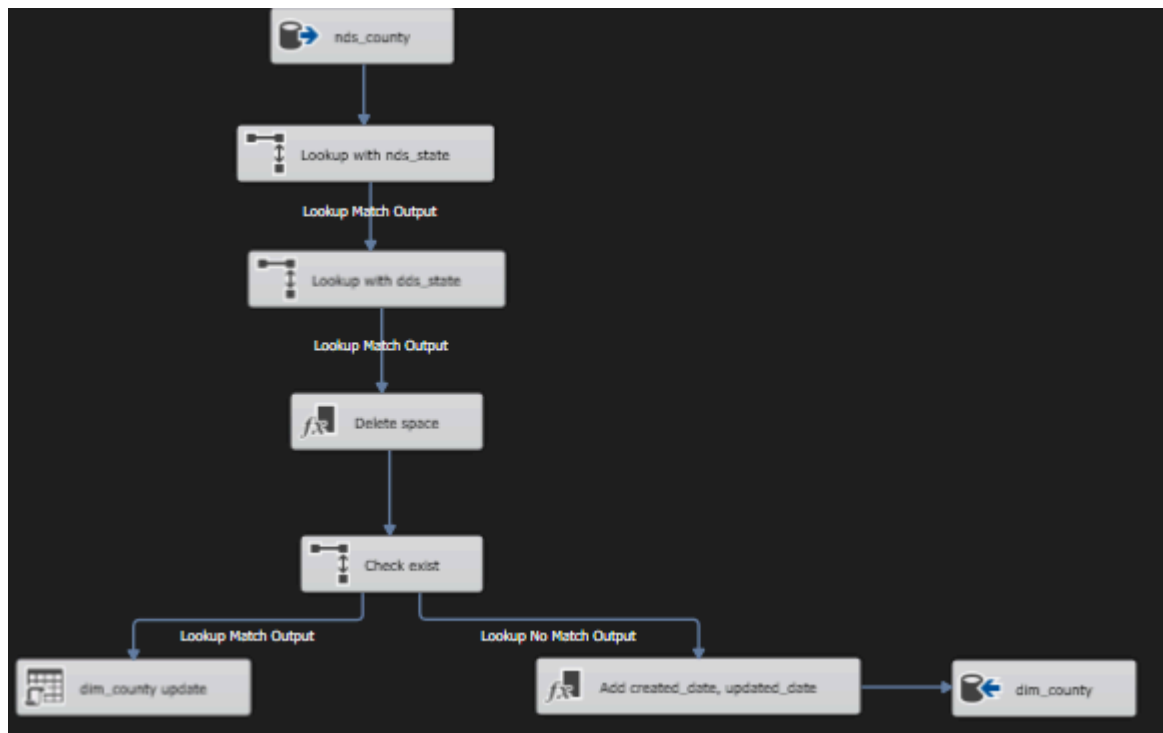 nds_county
Lookup with nds_state
Lookup Match Output
Lookup with dds_state
Lookup Match Output
Delete space
Check exist
Lookup Match Output
Lookup No Match Output
dim_county update
Add created_date, updated_date
dim_county